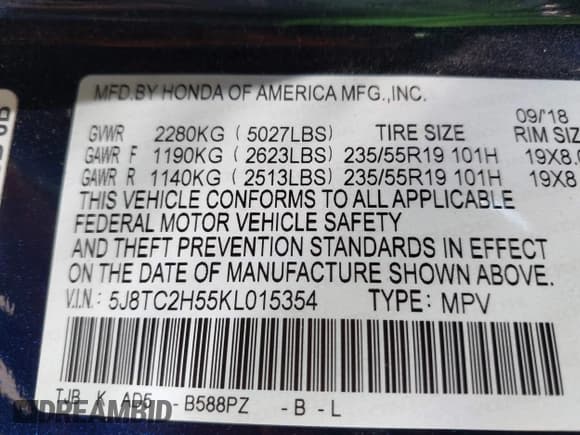 MFD.BY HONDA OF AMERICA MFG.,INC.
09/18
GVWR 2280KG (5027LBS) TIRE SIZE RIM SIZ
GAWR F 1190KG (2623LBS) 235/55R19 101H 19X8.
GAWR R 1140KG (2513LBS) 235/55R19 101H 19X8
THIS VEHICLE CONFORMS TO ALL APPLICABLE
FEDERAL MOTOR VEHICLE SAFETY
AND THEFT PREVENTION STANDARDS IN EFFECT
ON THE DATE OF MANUFACTURE SHOWN ABOVE.
V.I.N.: 5J8TC2H55KL015354 TYPE: MPV
TJB K AD5 - B588PZ - B - L
DREAMBID